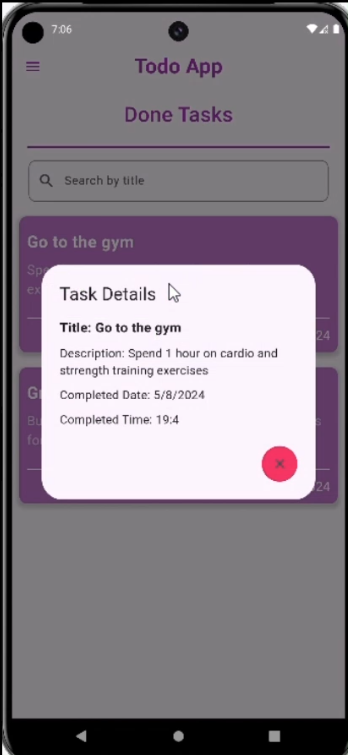 7:06
Todo App
Done Tasks
Search by title
Go to the gym
Spe
ex
24
Task Details
Title: Go to the gym
Description: Spend 1 hour on cardio and
strrength training exercises
Completed Date: 5/8/2024
Completed Time: 19:4
G
Bu
s
fo
24